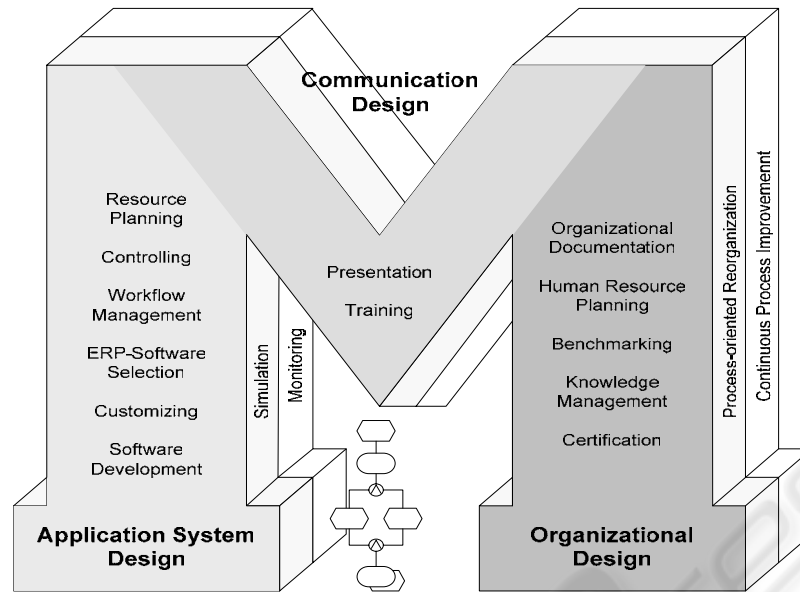 Communication
Design
Resource
Planning
Controlling
Workflow
Management
ERP-Software
Selection
Customizing
Software
Development
Application System
Design
Simulation
Monitoring
Presentation
Training
Organizational
Documentation
Human Resource
Planning
Benchmarking
Knowledge
Management
Certification
Organizational
Design
Process-oriented Reorganization
Continuous Process Improvemennt